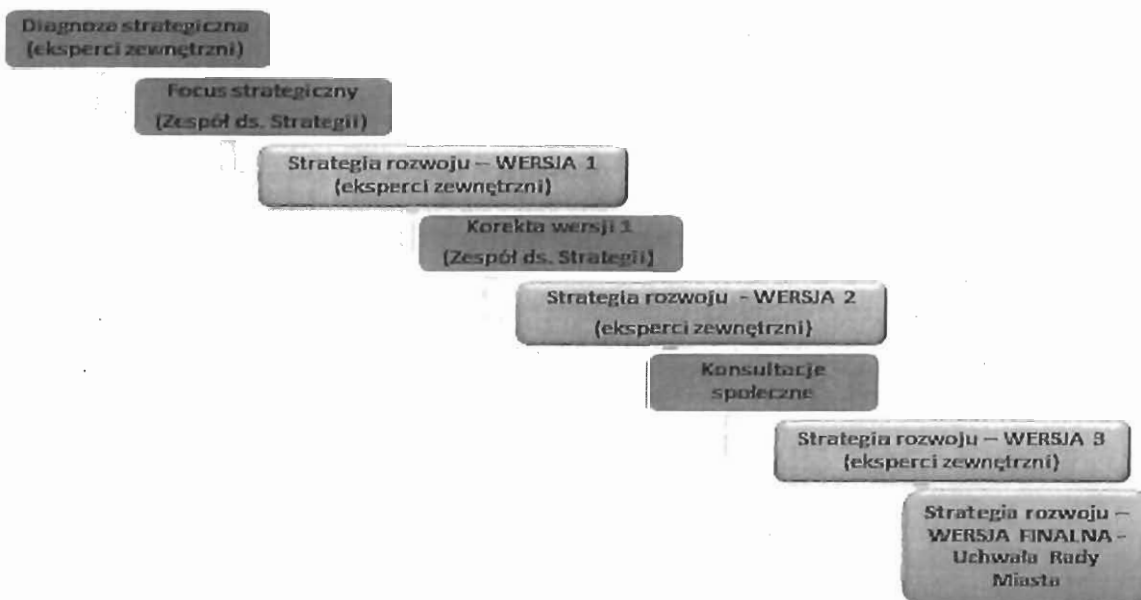 Diagnoza strategiczna
(eksperci zewnętrzni)
Focus strategiczny
(Zespół ds. Strategii)
Strategia rozwoju – WERSJA 1
(eksperci zewnętrzni)
Korekta wersji 1
(Zespół ds. Strategii)
Strategia rozwoju - WERSJA 2
(eksperci zewnętrzni)
Konsultacje
społeczne
Strategia rozwoju – WERSJA 3
(eksperci zewnętrzni)
Strategia rozwoju –
WERSJA FINALNA -
Uchwała Rady
Miasta